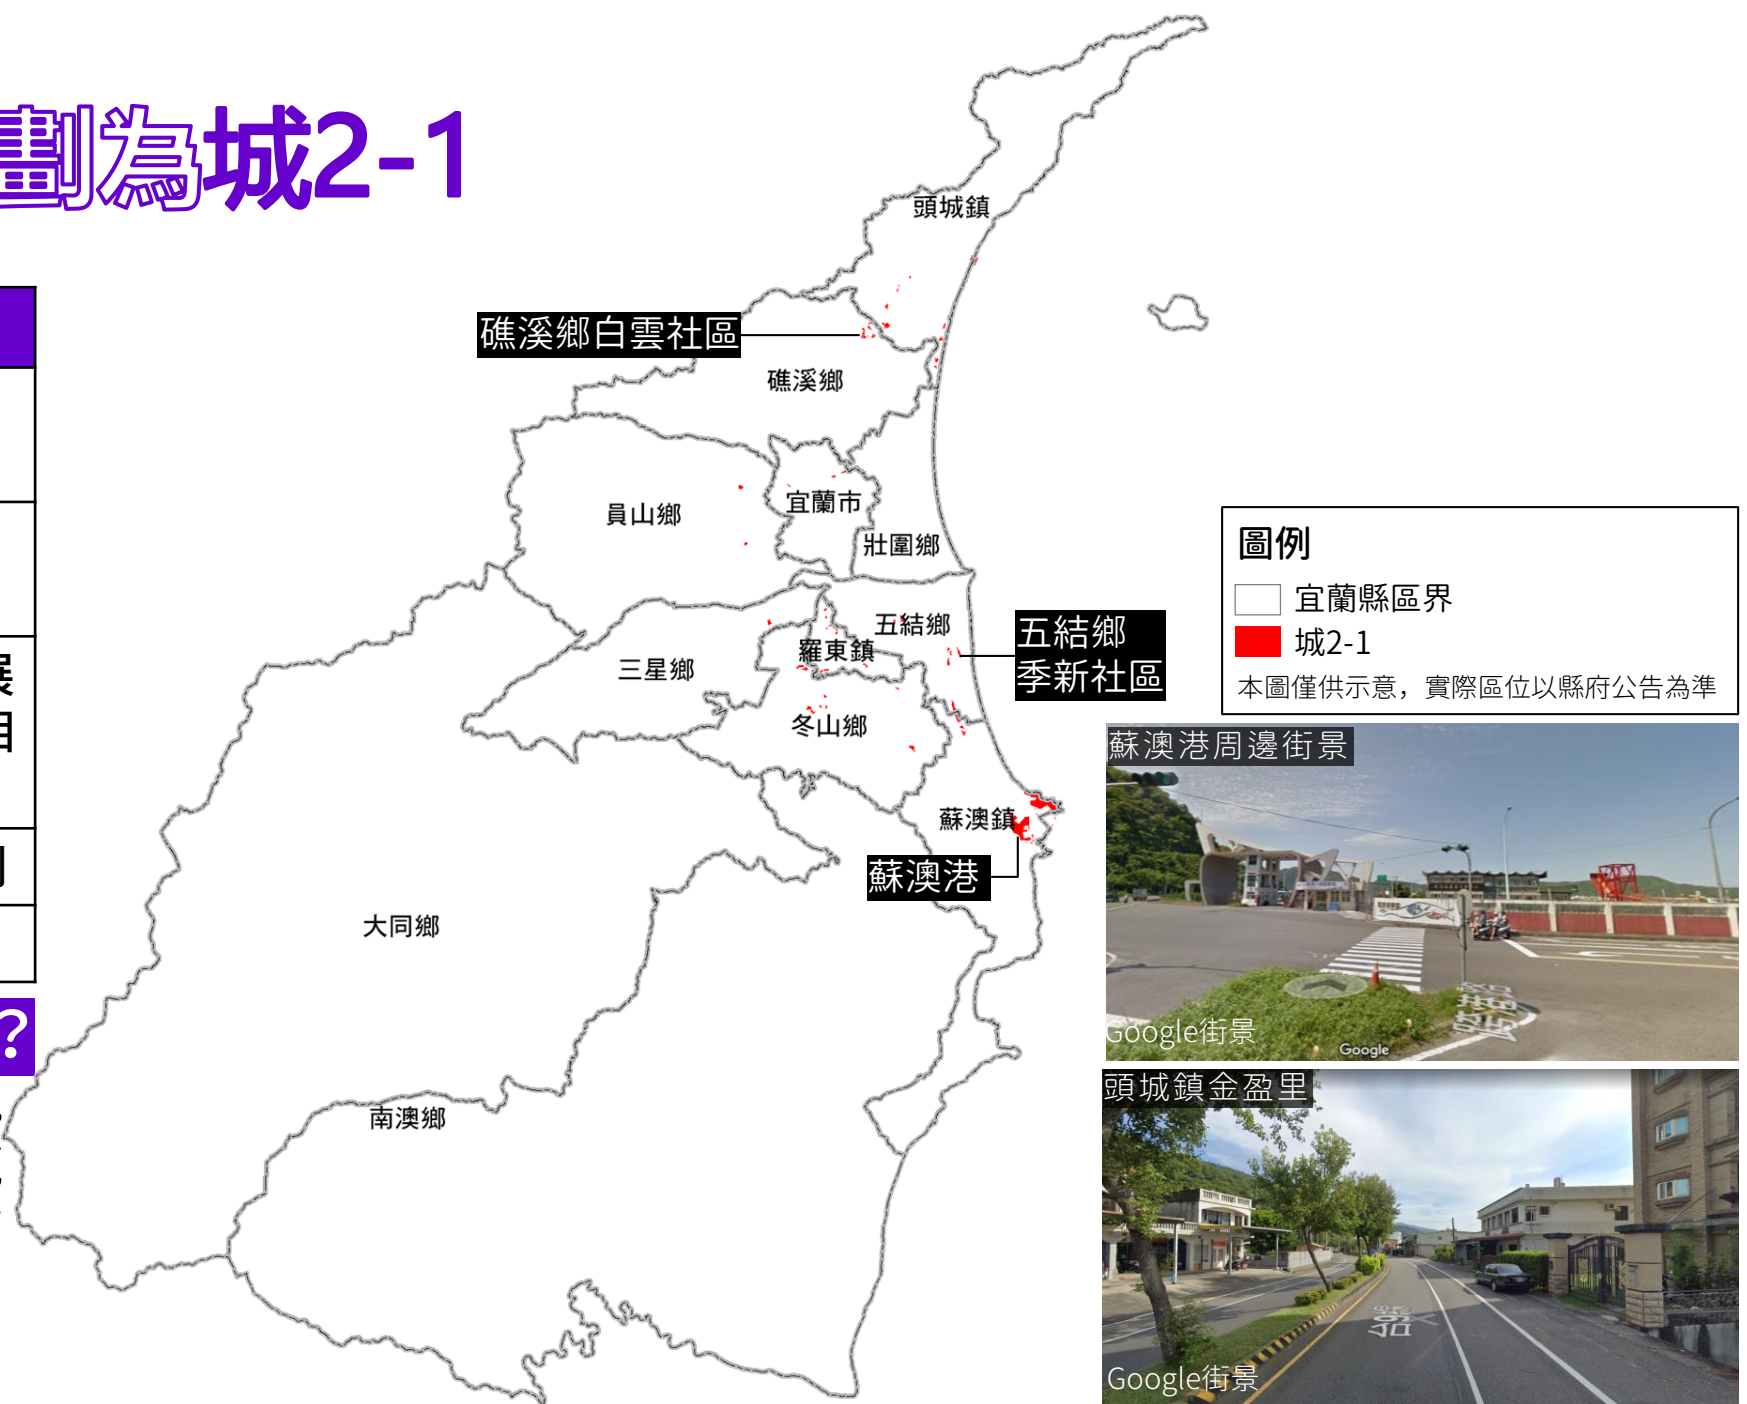 劃為城2-1
頭城鎮
礁溪鄉白雲社區
礁溪鄉
宜蘭市
員山鄉
壯圍鄉
圖例
宜蘭縣區界
城2-1
本圖僅供示意，實際區位以縣府公告為準
五結鄉
五結鄉
季新社區
羅東鎮
三星鄉
冬山鄉
展
蘇澳港周邊街景
蘇澳鎮
蘇澳港
大同鄉
?
Google街景
Google
頭城鎮金盈里
南澳鄉
台9線
Google街景